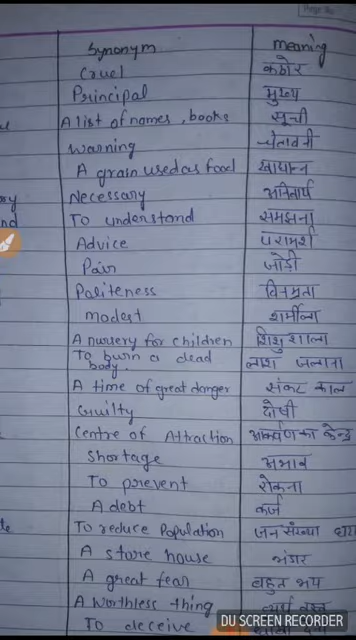 Synonym meaning
Cruel कठोर
Principal मुख्य
A list of names, books सूची
Warning चेतावनी
A grain used as food खाद्यान्न
Necessary अनिवार्य
To understand समझना
Advice परामर्श
Pair जोड़ी
Politeness विनम्रता
Modest शर्मीला
A nursery for children शिशु शाला
To burn a dead body. लाश जलाना
A time of great danger संकट काल
Guilty दोषी
Centre of Attraction आकर्षण का केन्द्र
Shortage अभाव
To prevent रोकना
A debt कर्ज
To reduce Population जन संख्या
A store house भंडार
A great fear बहुत भय
A worthless thing
To deceive
DU SCREEN RECORDER